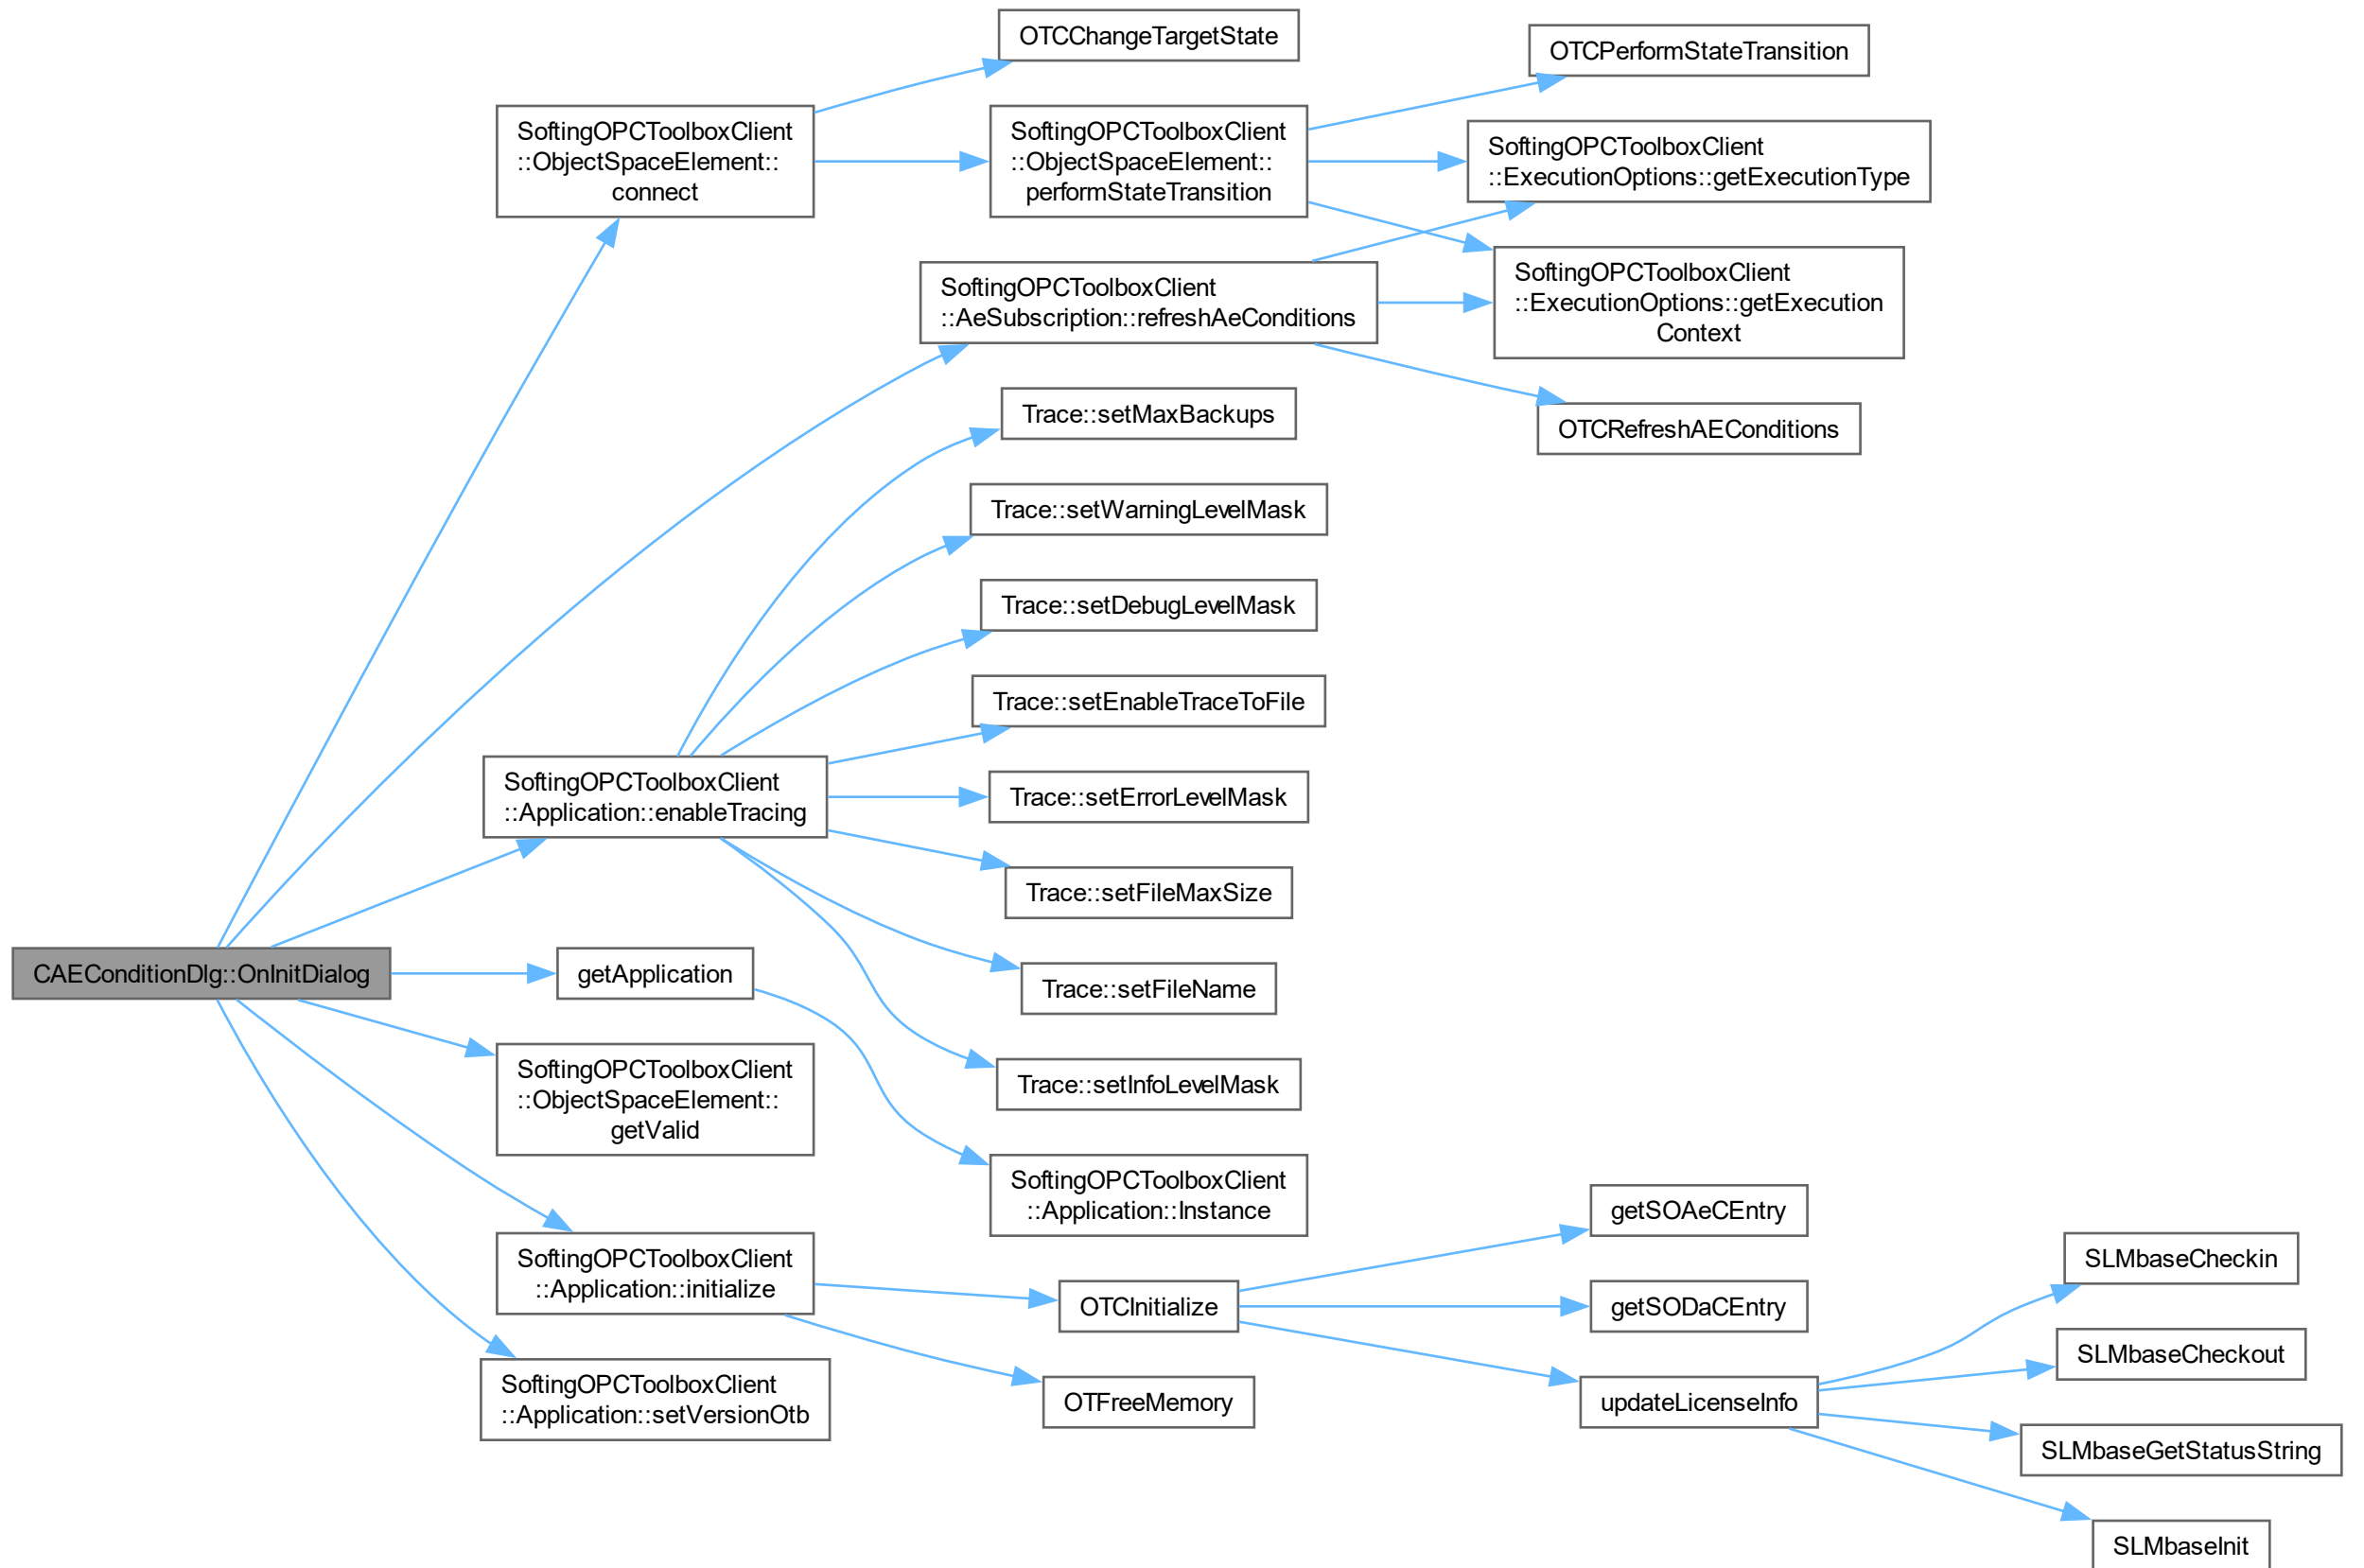 OTCChangeTargetState
OTCPerformStateTransition
SoftingOPCToolboxClient
::ObjectSpaceElement::
connect
SoftingOPCToolboxClient
::ObjectSpaceElement::
performStateTransition
SoftingOPCToolboxClient
::ExecutionOptions::getExecutionType
SoftingOPCToolboxClient
::AeSubscription::refreshAeConditions
SoftingOPCToolboxClient
::ExecutionOptions::getExecution
Context
Trace::setMaxBackups
OTCRefreshAEConditions
Trace::setWarningLevelMask
Trace::setDebugLevelMask
Trace::setEnableTraceToFile
SoftingOPCToolboxClient
::Application::enableTracing
Trace::setErrorLevelMask
Trace::setFileMaxSize
CAEConditionDlg::OnInitDialog
getApplication
Trace::setFileName
SoftingOPCToolboxClient
::ObjectSpaceElement::
getValid
Trace::setInfoLevelMask
SoftingOPCToolboxClient
::Application::Instance
getSOAeCEntry
SoftingOPCToolboxClient
::Application::initialize
OTCInitialize
getSODaCEntry
SLMbaseCheckin
SLMbaseCheckout
SoftingOPCToolboxClient
::Application::setVersionOtb
OTFreeMemory
updateLicenseInfo
SLMbaseGetStatusString
SLMbaseInit